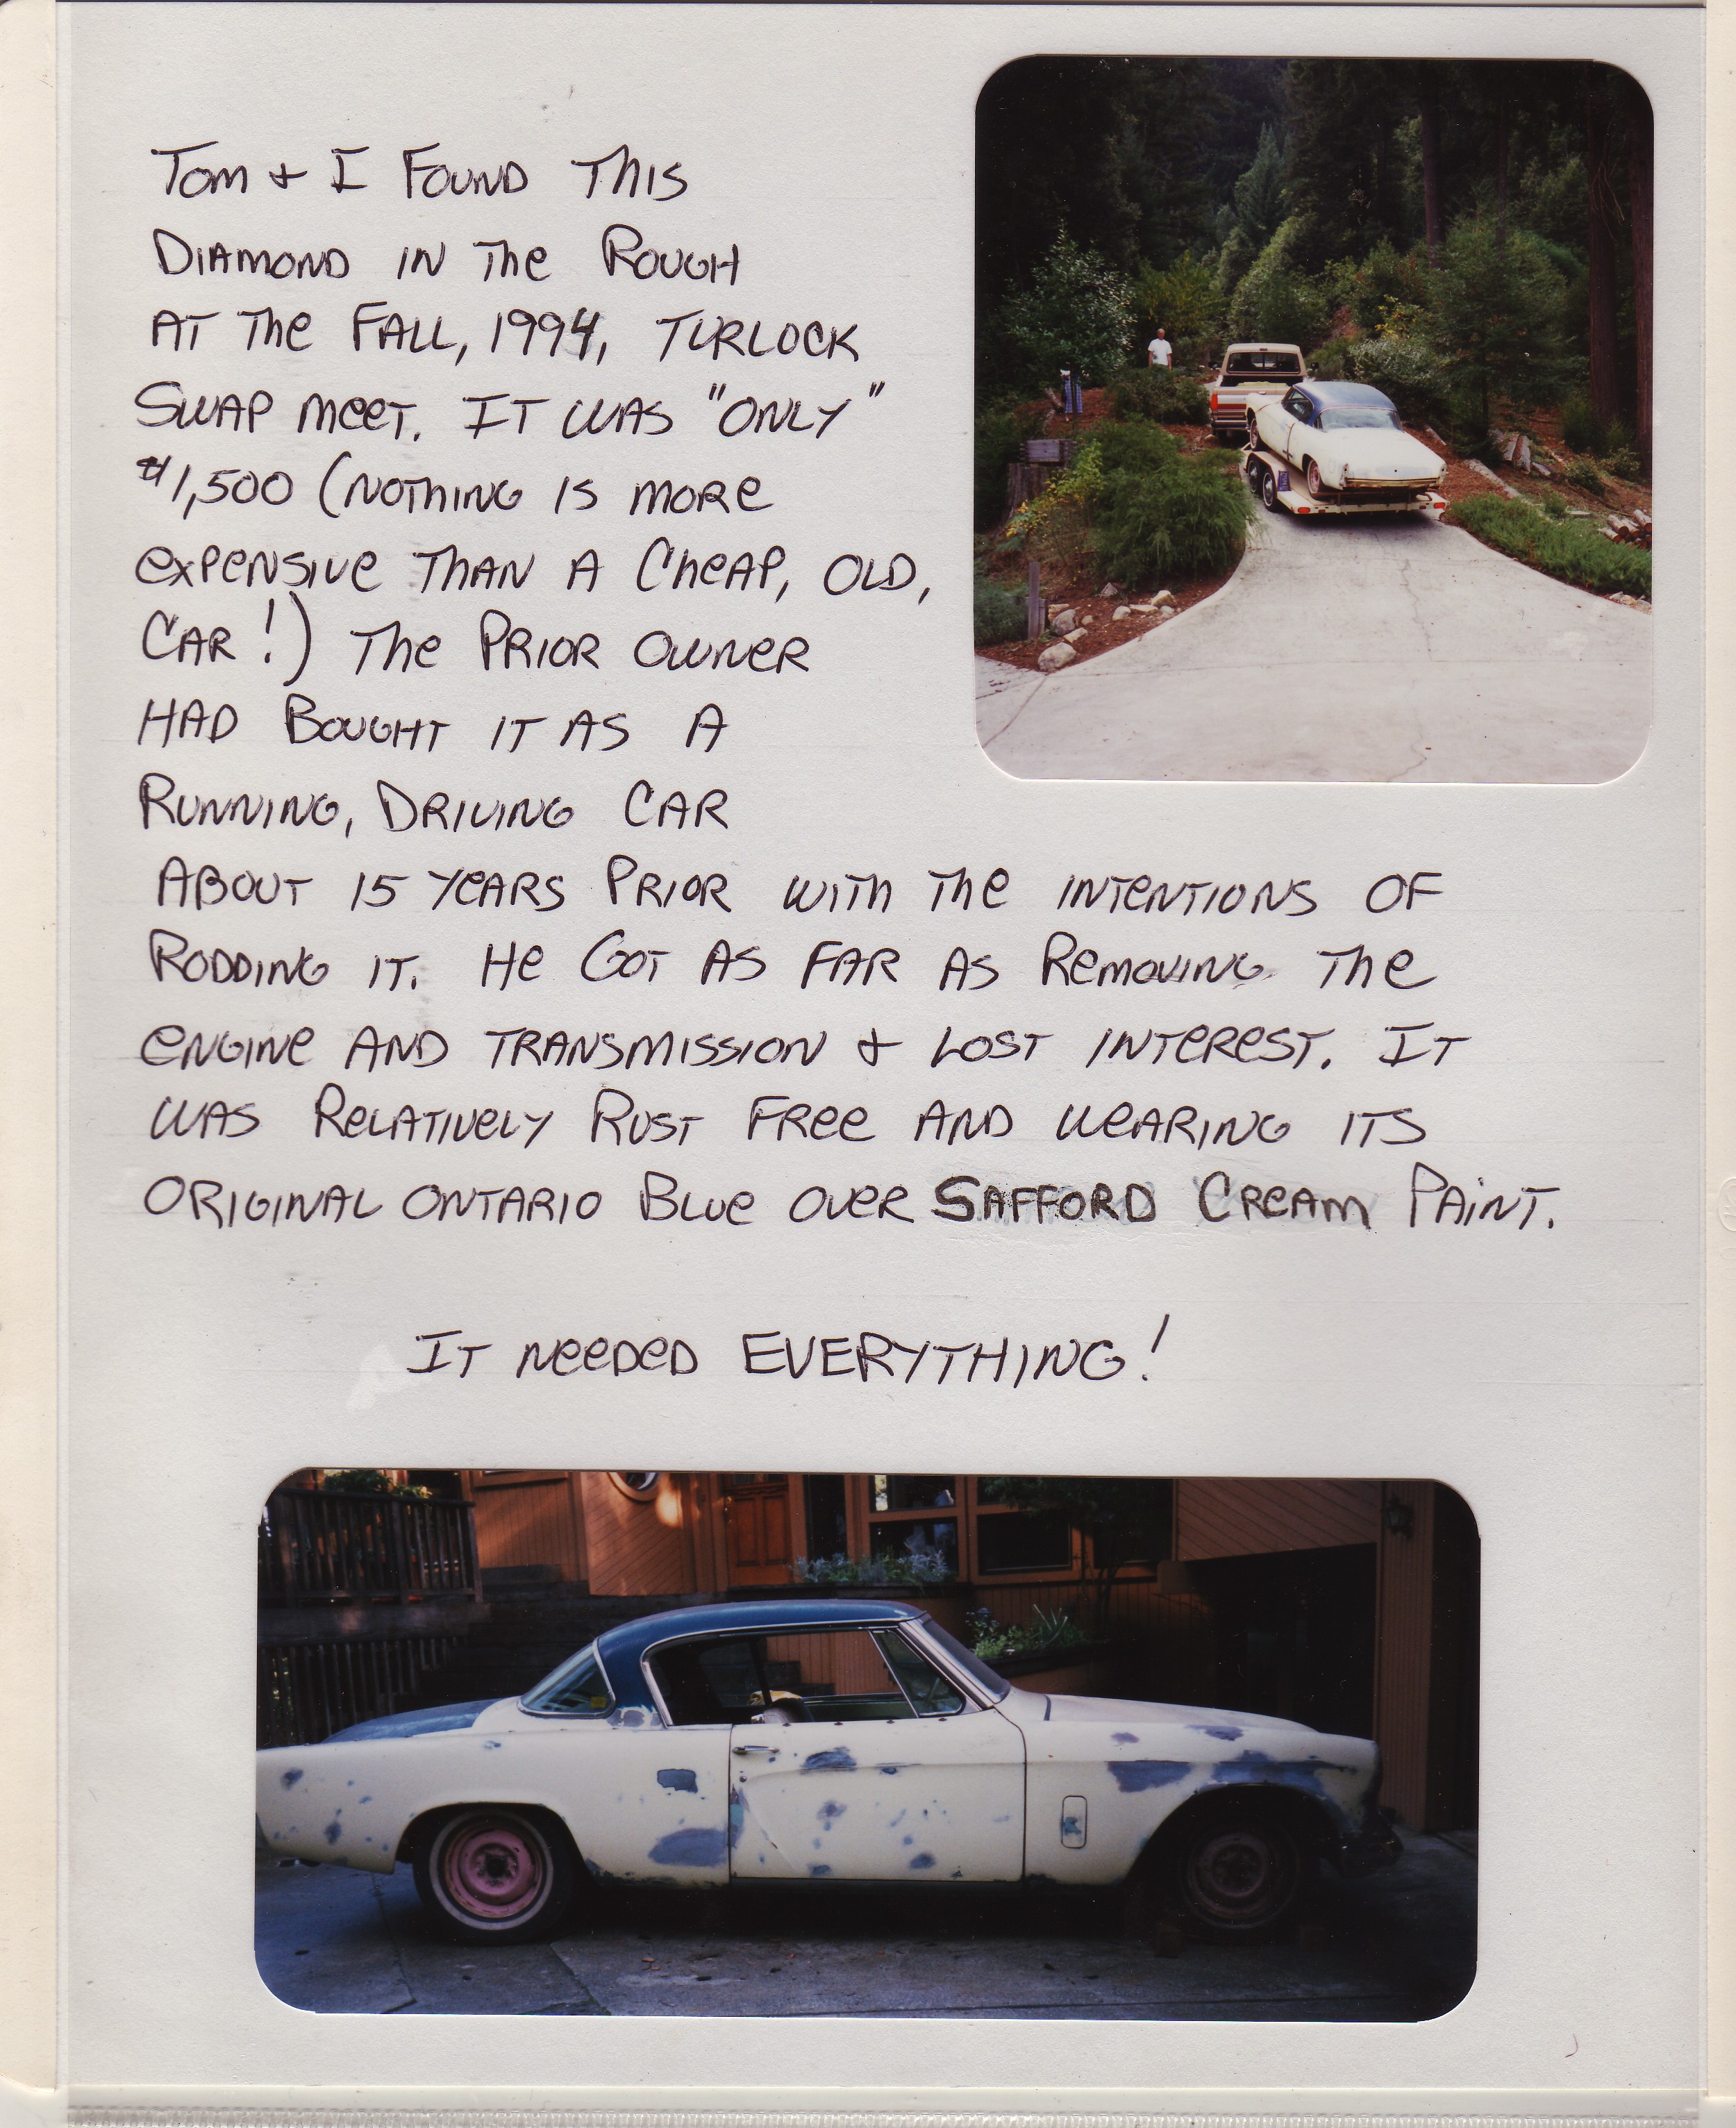 Tom & I Found This
Diamond in The Rough
AT The FALL, 1994, TURLOCK
SWAP meeT. IT WAS "ONLY"
$1,500 (NOTHING IS MORE
EXPENSIVE THAN A CHEAP, OLD,
CAR!) The PRIOR OWNER
HAD BOUGHT IT AS A
RUNNING, DRIVING CAR
ABOUT 15 YEARS PRIOR WITH The INTENTIONS OF
RODDING IT. He GOT AS FAR AS REMOVING The
ENGINE AND TRANSMISSION & LOST INTEREST. IT
WAS RELATIVELY RUST FREE AND WEARING ITS
ORIGINAL ONTARIO BLUE OVER SAFFORD CREAM PAINT.
IT NEEDED EVERYTHING!